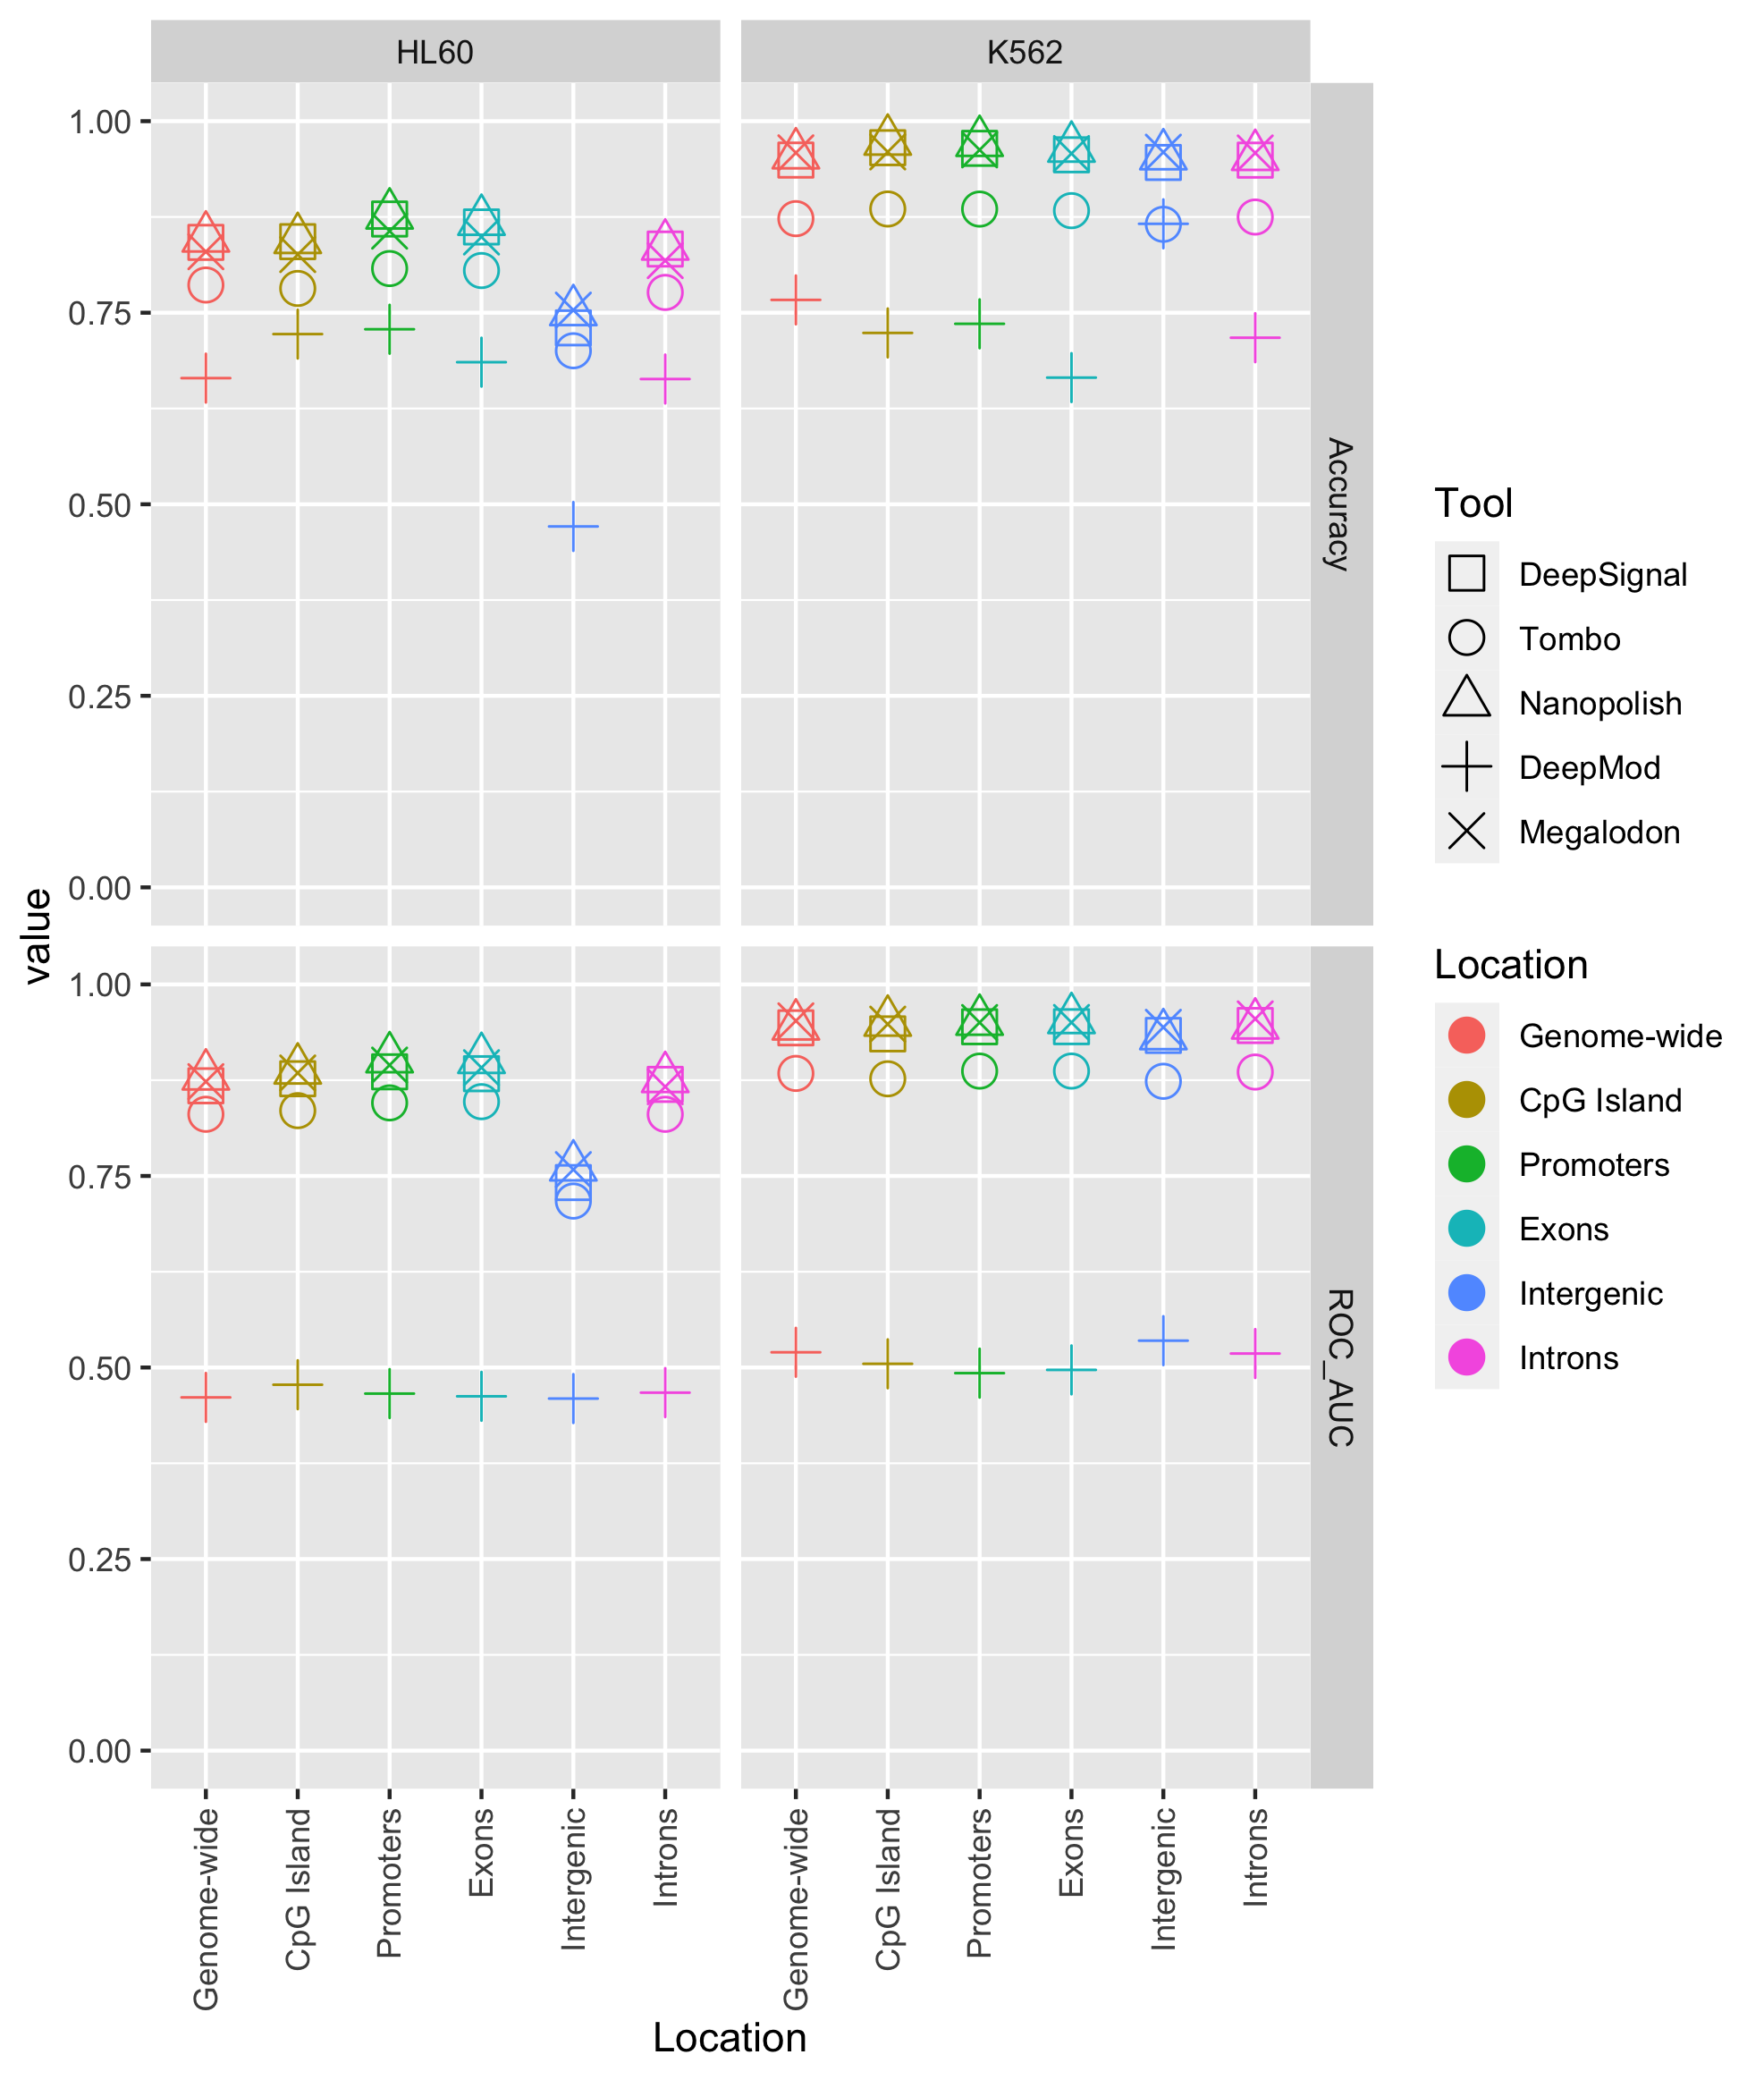 HL60
K562
1.00
0.75
0.50
0.25
0.00
Accuracy
1.00
0.75
0.50
0.25
0.00
ROC_AUC
value
Genome-wide
CpG Island
Promoters
Exons
Intergenic
Introns
Genome-wide
CpG Island
Promoters
Exons
Intergenic
Introns
Location
Tool
DeepSignal
Tombo
Nanopolish
DeepMod
Megalodon
Location
Genome-wide
CpG Island
Promoters
Exons
Intergenic
Introns